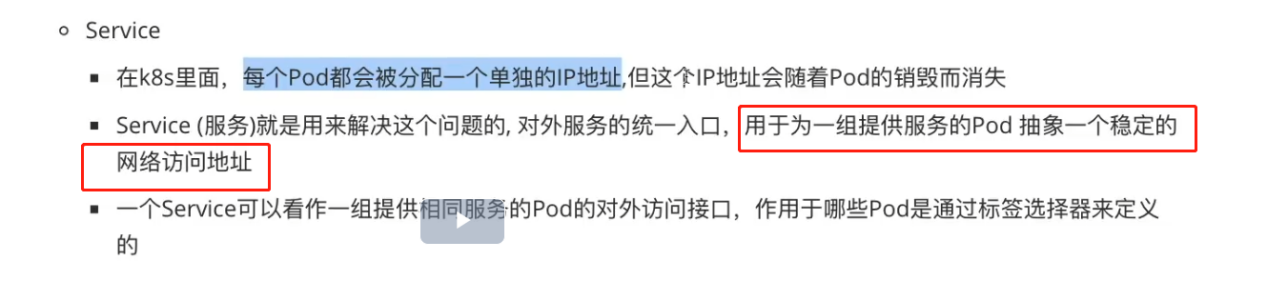 Service
在k8s里面，每个Pod都会被分配一个单独的IP地址,但这个IP地址会随着Pod的销毁而消失
Service (服务)就是用来解决这个问题的, 对外服务的统一入口，用于为一组提供服务的Pod 抽象一个稳定的
网络访问地址
一个Service可以看作一组提供相同服务的Pod的对外访问接口，作用于哪些Pod是通过标签选择器来定义
的